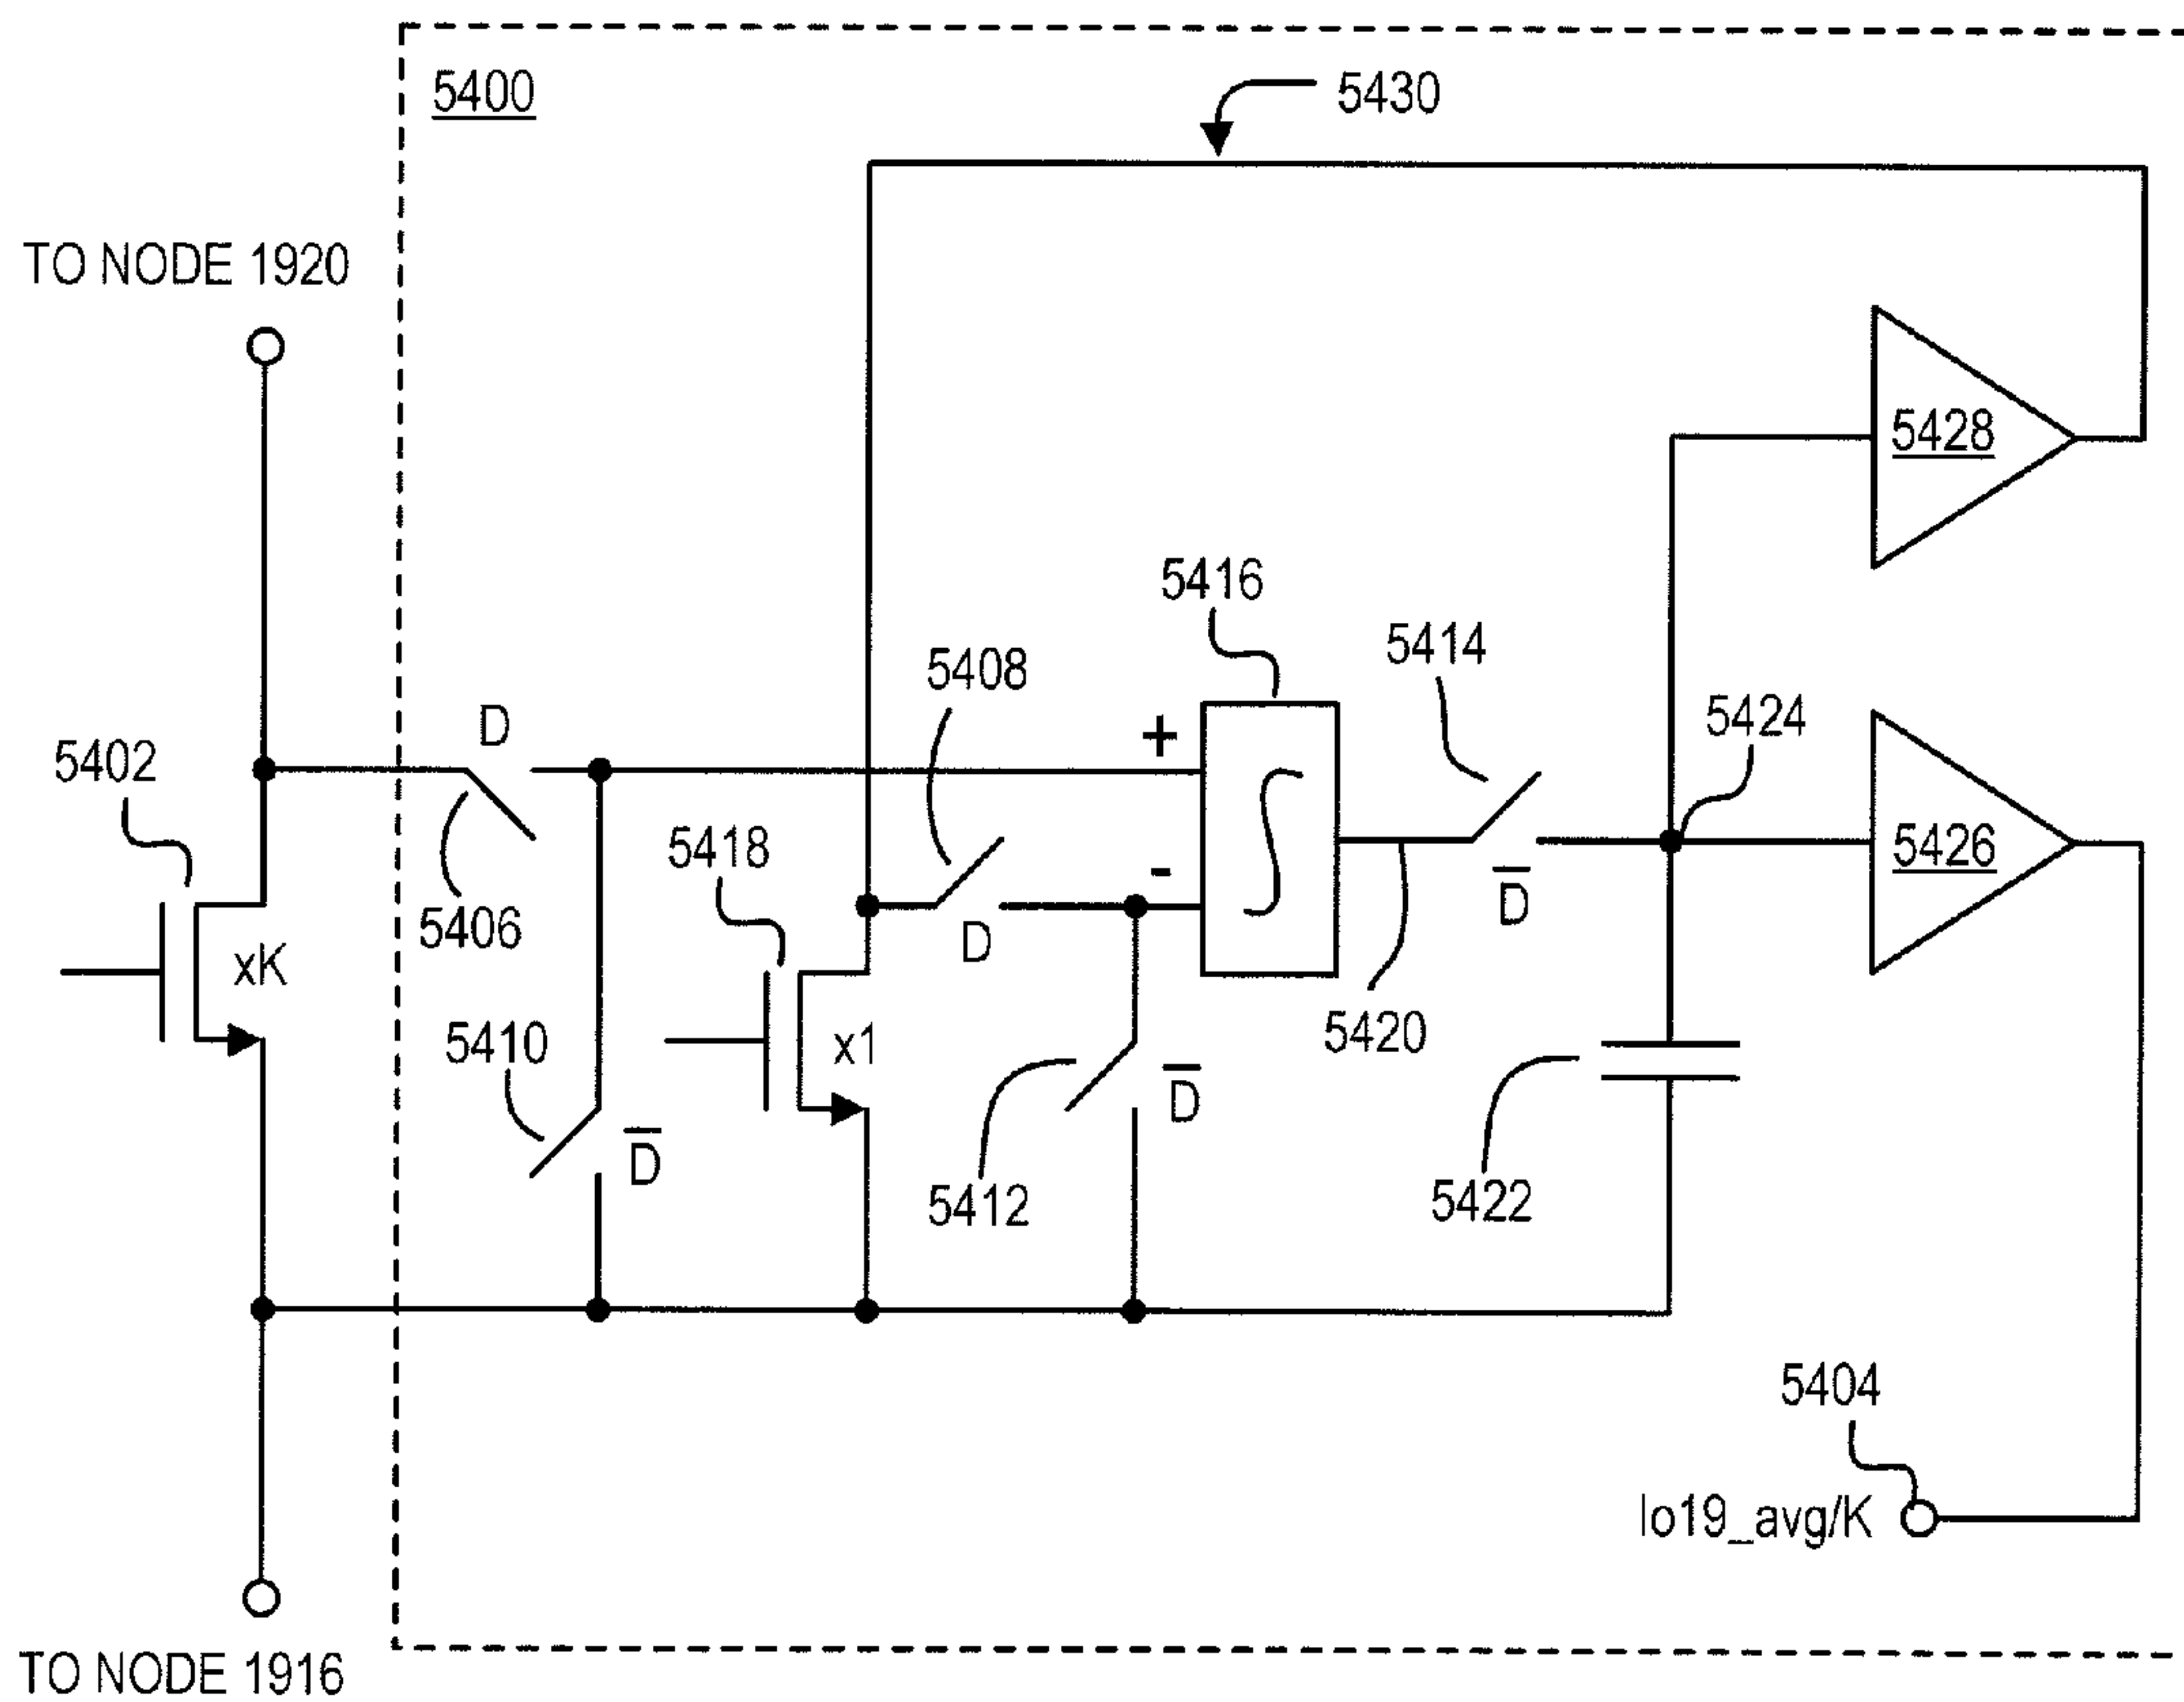 5400
5430
TO NODE 1920
5428
5416
5414
5408
5424
D
5402
+
5418
5426
-
5406
D̅
D
xK
5420
5410
x1
D̅
D̅
5412
5422
5404
Io19_avg/K
TO NODE 1916